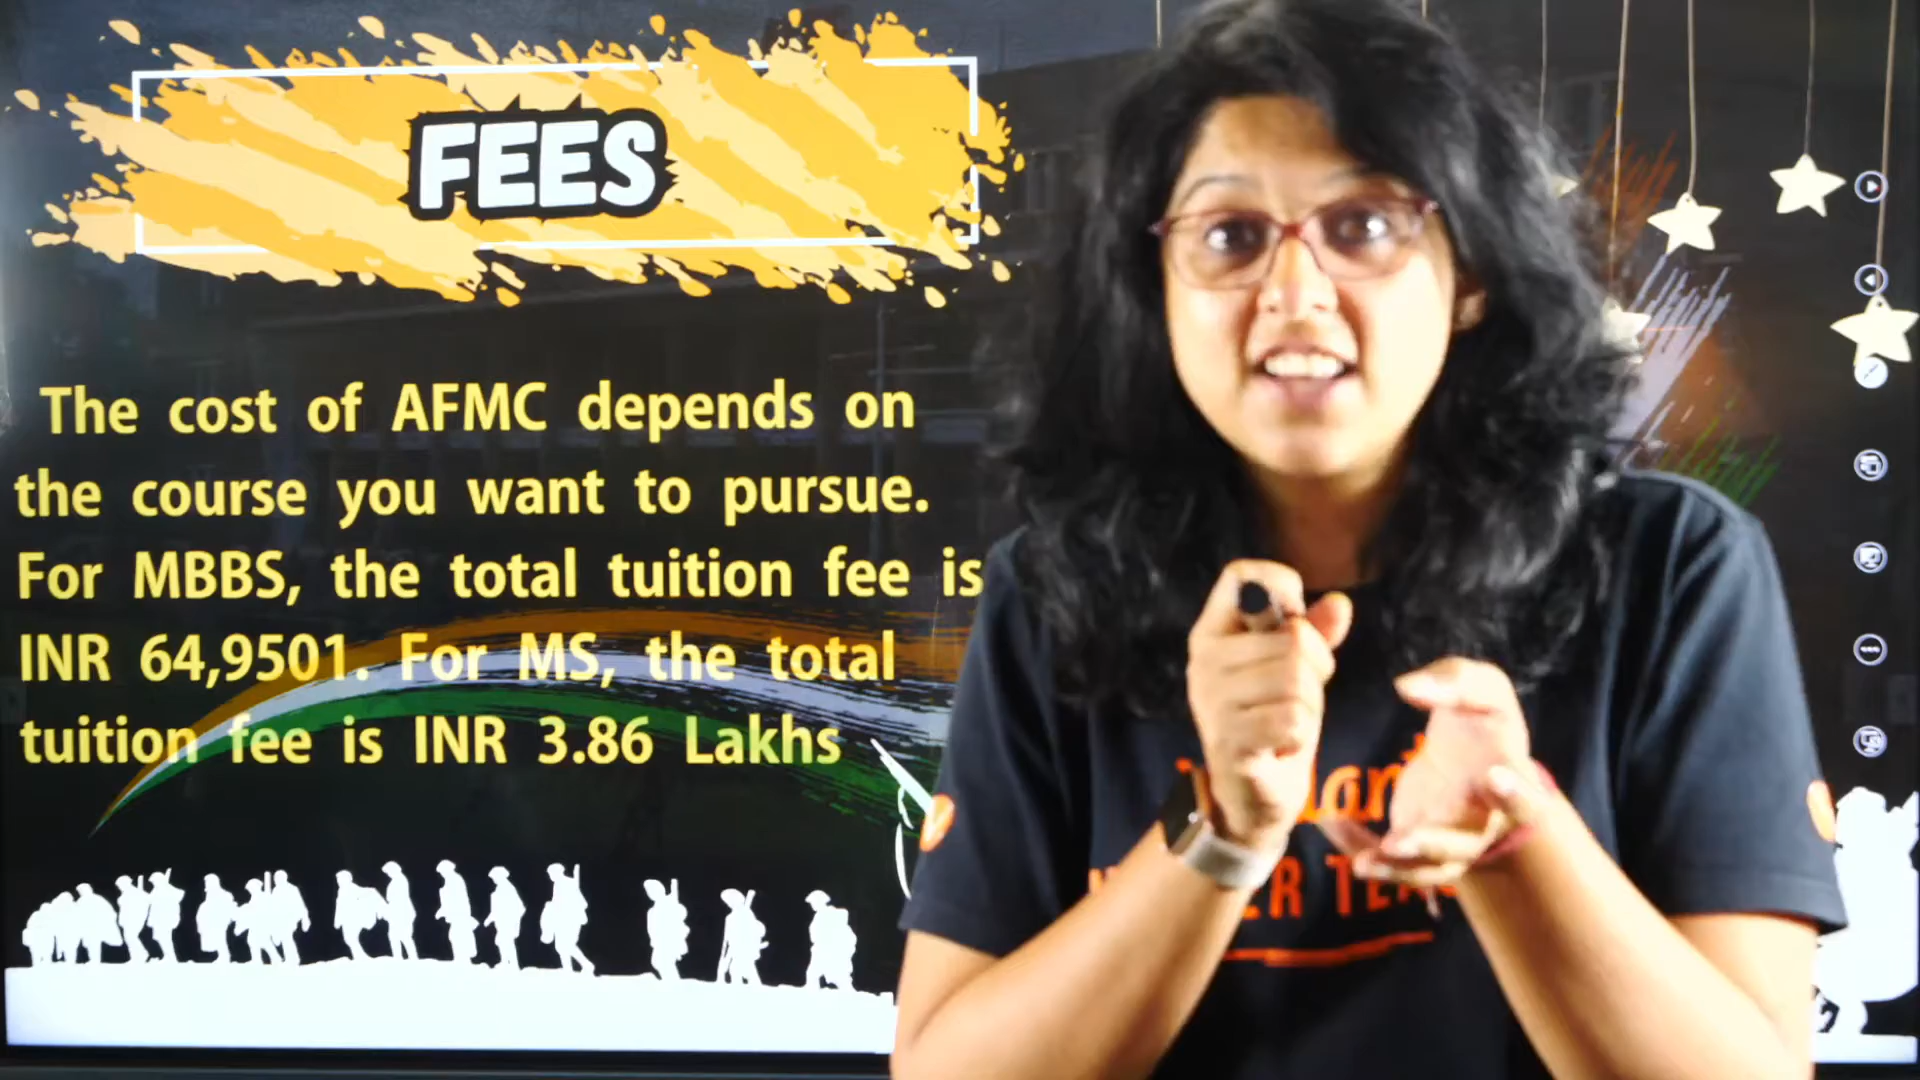 FEES
The cost of AFMC depends on
the course you want to pursue.
For MBBS, the total tuition fee is
INR 64,9501. For MS, the total
tuition fee is INR 3.86 Lakhs